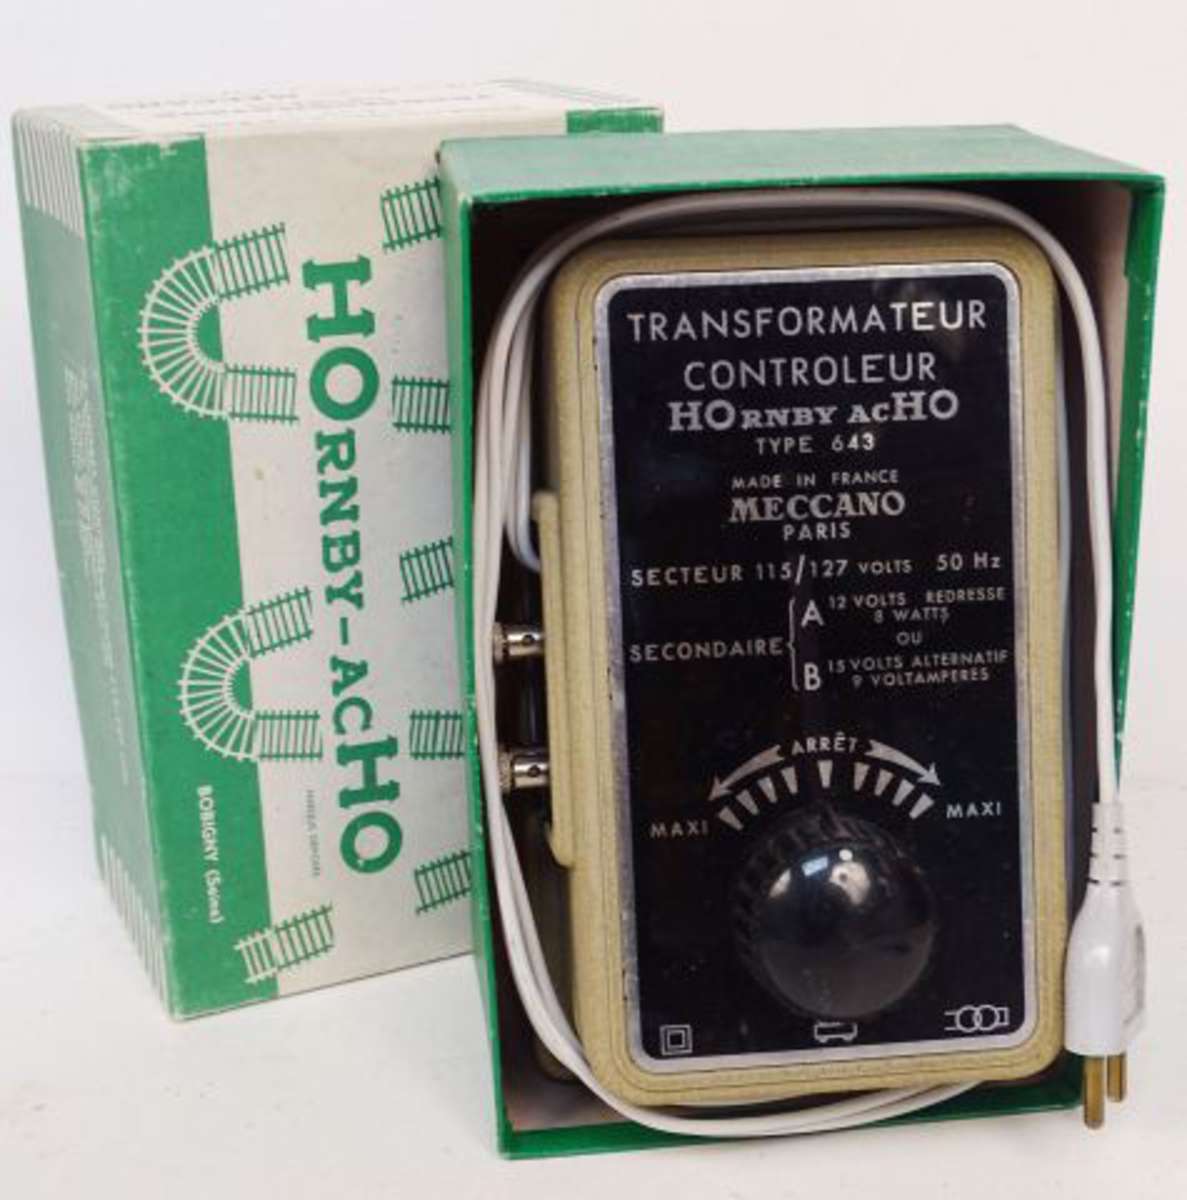 HORNBY-ACHO
BOBIGNY (Seine)
TRANSFORMATEUR
CONTROLEUR
HORNBY ACHO
TYPE 643
MADE IN FRANCE
MECCANO
PARIS
SECTEUR 115/127 VOLTS 50 Hz
SECONDAIRE
A 12 VOLTS REDRESSE
8 WATTS
OU
B 15 VOLTS ALTERNATIF
9 VOLTAMPERES
ARRÊT
MAXI
MAXI